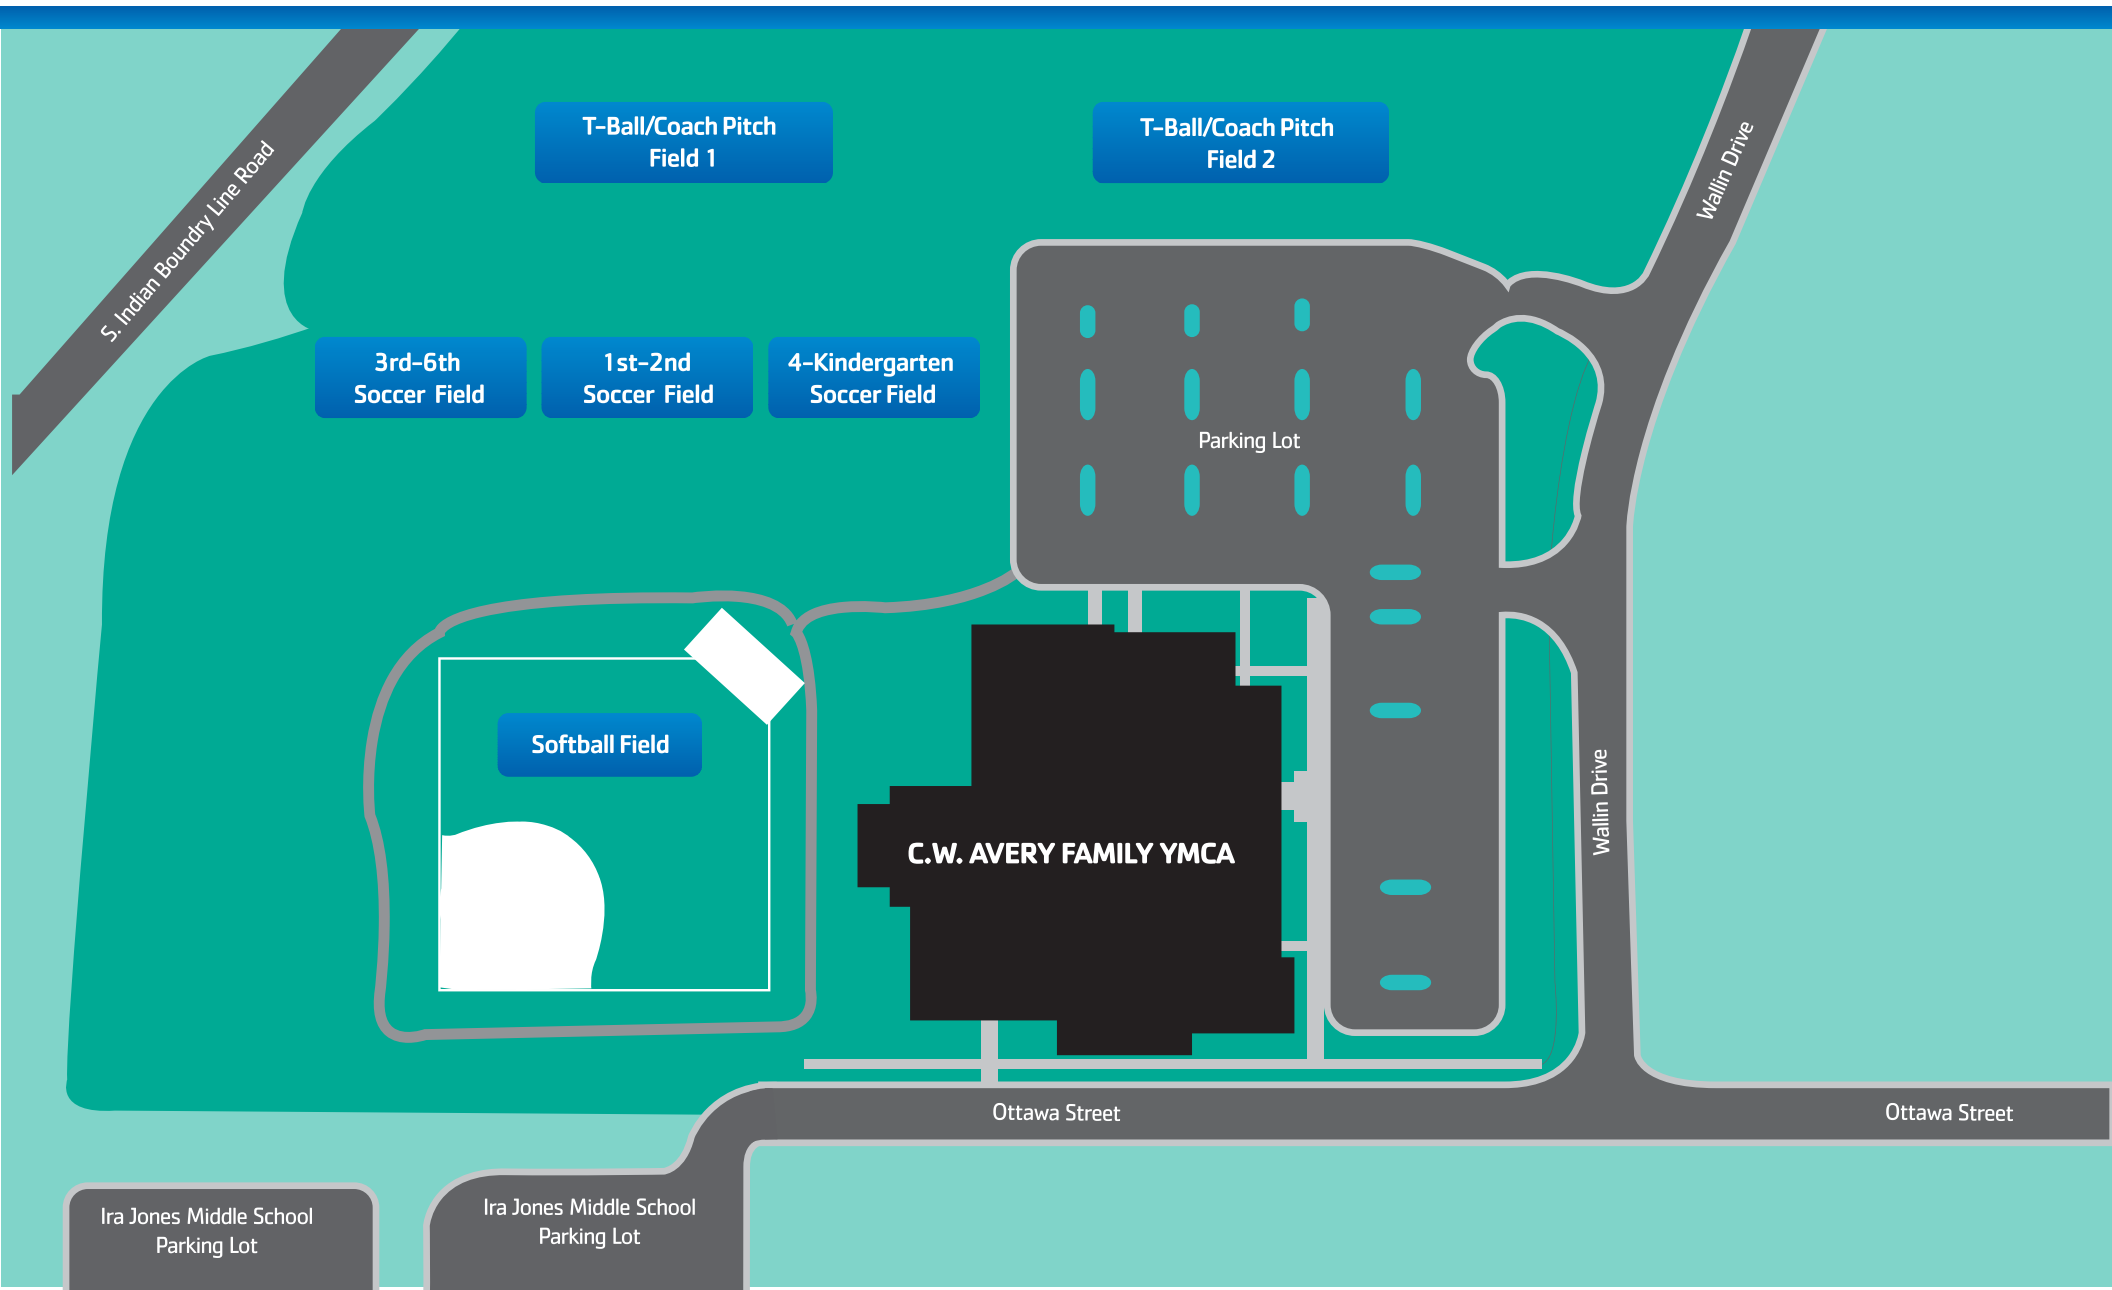 T-Ball/Coach Pitch
Field 1
T-Ball/Coach Pitch
Field 2
Wallin Drive
S. Indian Boundry Line Road
3rd-6th
Soccer Field
1st-2nd
Soccer Field
4-Kindergarten
Soccer Field
Parking Lot
Softball Field
Wallin Drive
C.W. AVERY FAMILY YMCA
Ottawa Street
Ottawa Street
Ira Jones Middle School
Parking Lot
Ira Jones Middle School
Parking Lot